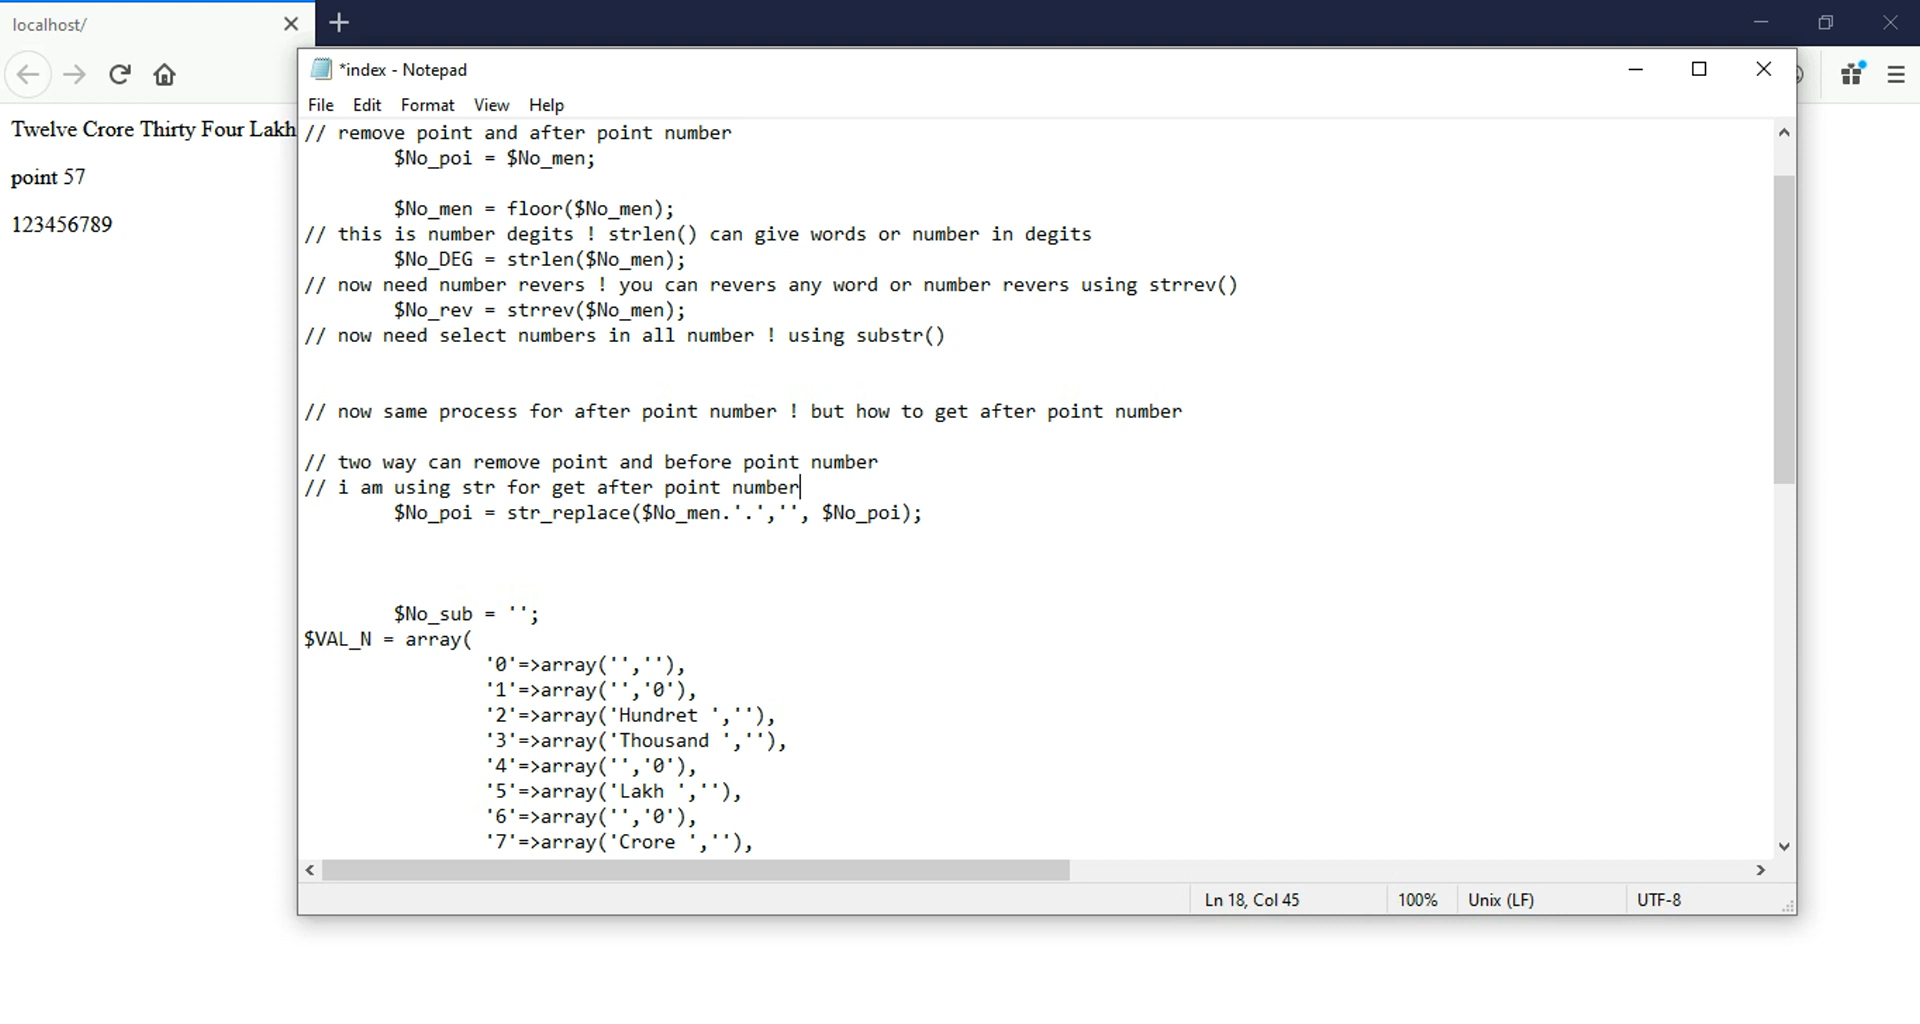 localhost/
*index - Notepad
File Edit Format View Help
Twelve Crore Thirty Four Lakh
point 57
123456789
// remove point and after point number
$No_poi = $No_men;
$No_men = floor($No_men);
// this is number degits ! strlen() can give words or number in degits
$No_DEG = strlen($No_men);
// now need number revers ! you can revers any word or number revers using strrev()
$No_rev = strrev($No_men);
// now need select numbers in all number ! using substr()
// now same process for after point number ! but how to get after point number
// two way can remove point and before point number
// i am using str for get after point number
$No_poi = str_replace($No_men.'.','', $No_poi);
$No_sub = '';
$VAL_N = array(
'0'=>array('',''),
'1'=>array('','0'),
'2'=>array('Hundret ',''),
'3'=>array('Thousand ',''),
'4'=>array('','0'),
'5'=>array('Lakh ',''),
'6'=>array('','0'),
'7'=>array('Crore ',''),
Ln 18, Col 45
100%
Unix (LF)
UTF-8